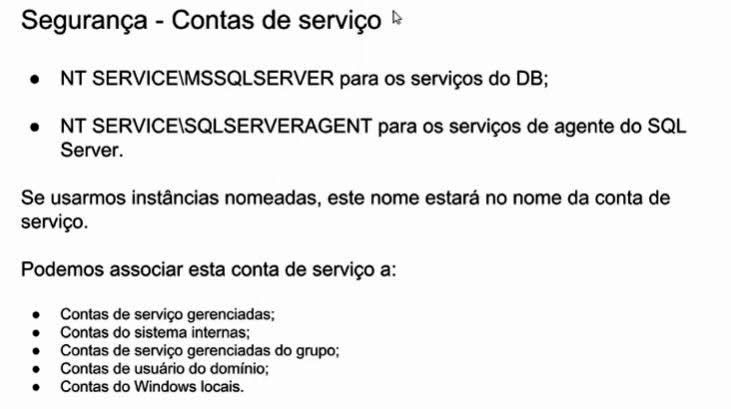 Segurança - Contas de serviço
● NT SERVICE\MSSQLSERVER para os serviços do DB;
● NT SERVICE\SQLSERVERAGENT para os serviços de agente do SQL
Server.
Se usarmos instâncias nomeadas, este nome estará no nome da conta de
serviço.
Podemos associar esta conta de serviço a:
● Contas de serviço gerenciadas;
● Contas do sistema internas;
● Contas de serviço gerenciadas do grupo;
● Contas de usuário do domínio;
● Contas do Windows locais.